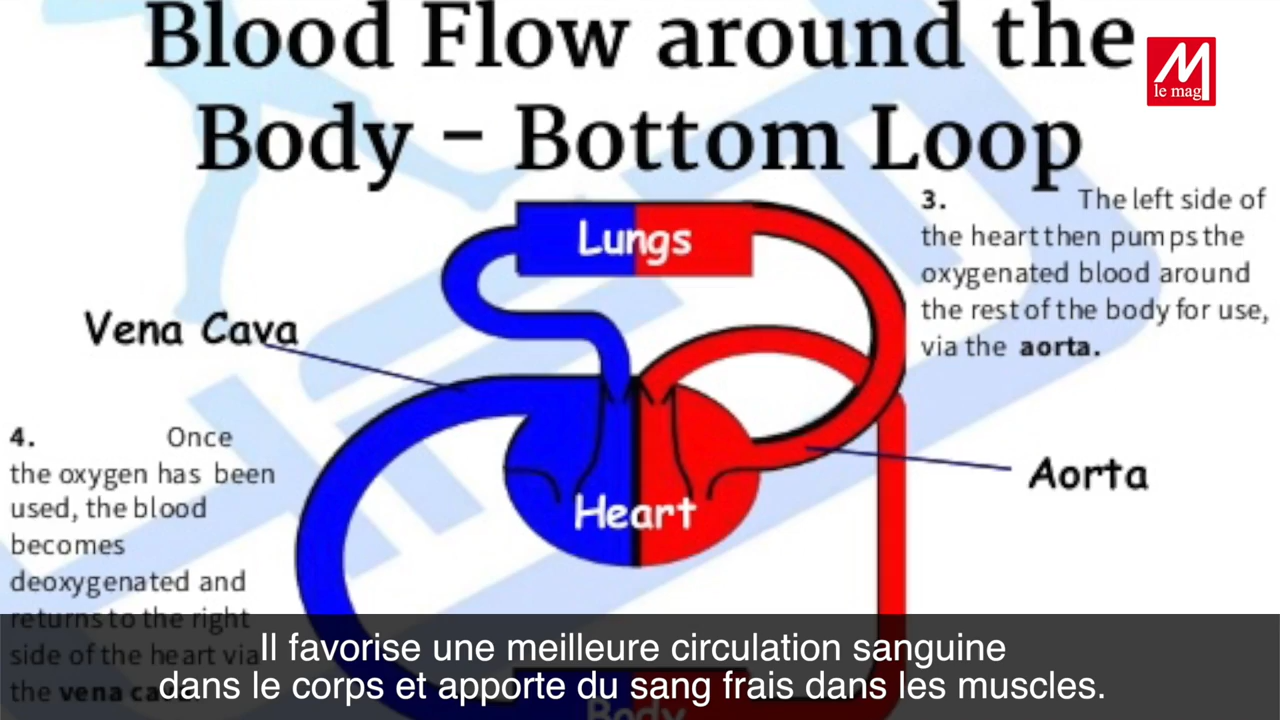 Blood Flow around the
Body – Bottom Loop
M
le mag
3. The left side of
the heart then pumps the
oxygenated blood around
the rest of the body for use,
via the aorta.
Lungs
Vena Cava
4. Once
the oxygen has been
used, the blood
becomes
deoxygenated and
returns to the right
side of the heart via
the vena cava.
Aorta
Heart
Body
Il favorise une meilleure circulation sanguine
dans le corps et apporte du sang frais dans les muscles.